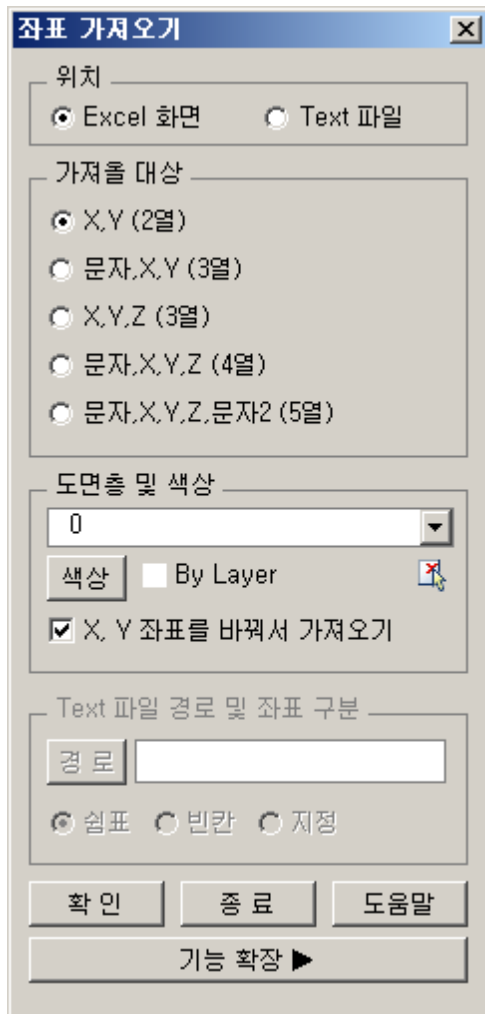 좌표 가져오기
위치
Excel 화면 Text 파일
가져올 대상
X,Y (2열)
문자,X,Y (3열)
X,Y,Z (3열)
문자,X,Y,Z (4열)
문자,X,Y,Z,문자2 (5열)
도면층 및 색상
0
색상 By Layer
X, Y 좌표를 바꿔서 가져오기
Text 파일 경로 및 좌표 구분
경 로
쉼표 빈칸 지정
확 인 종 료 도움말
기능 확장 ▶